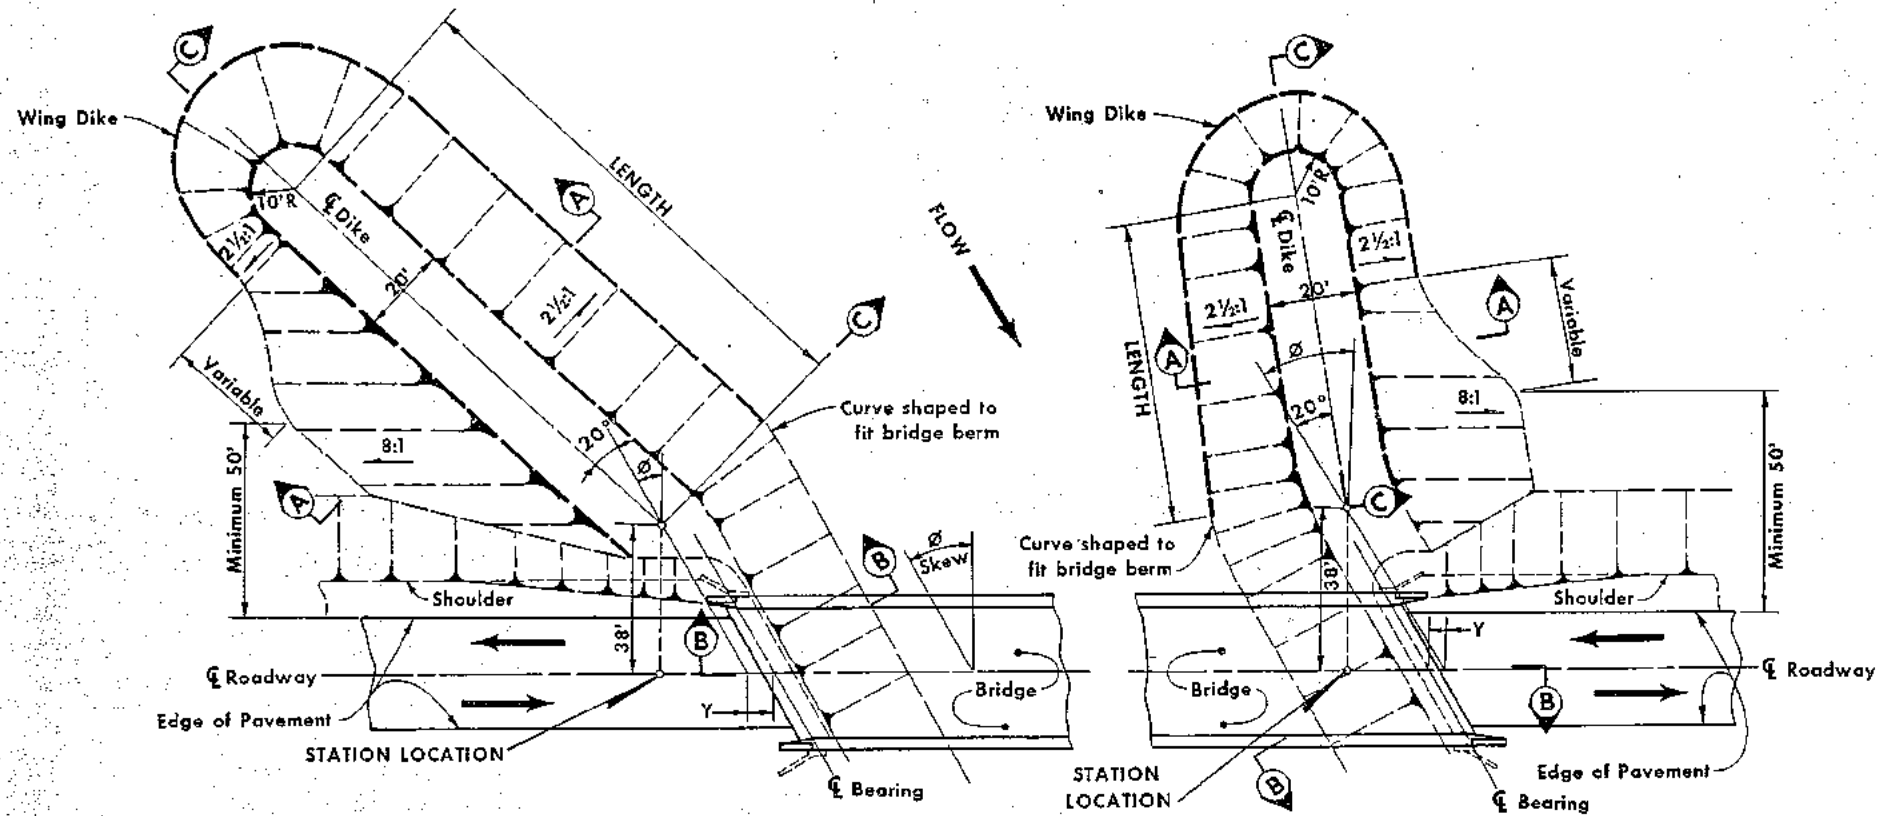 C
Wing Dike
10'R
℄ Dike
LENGTH
A
2½:1
20'
2½:1
C
Variable
20°
Ø
Curve shaped to
fit bridge berm
8:1
Minimum 50'
A
Shoulder
38'
B
B
Ø
Skew
FLOW
℄ Roadway
Edge of Pavement
STATION LOCATION
Y
Bridge
℄ Bearing
C
Wing Dike
10'R
℄ Dike
2½:1
20'
2½:1
A
Variable
A
LENGTH
Ø
20°
8:1
Minimum 50'
C
Curve shaped to
fit bridge berm
38'
Shoulder
Y
Bridge
℄ Roadway
B
B
STATION
LOCATION
Edge of Pavement
℄ Bearing